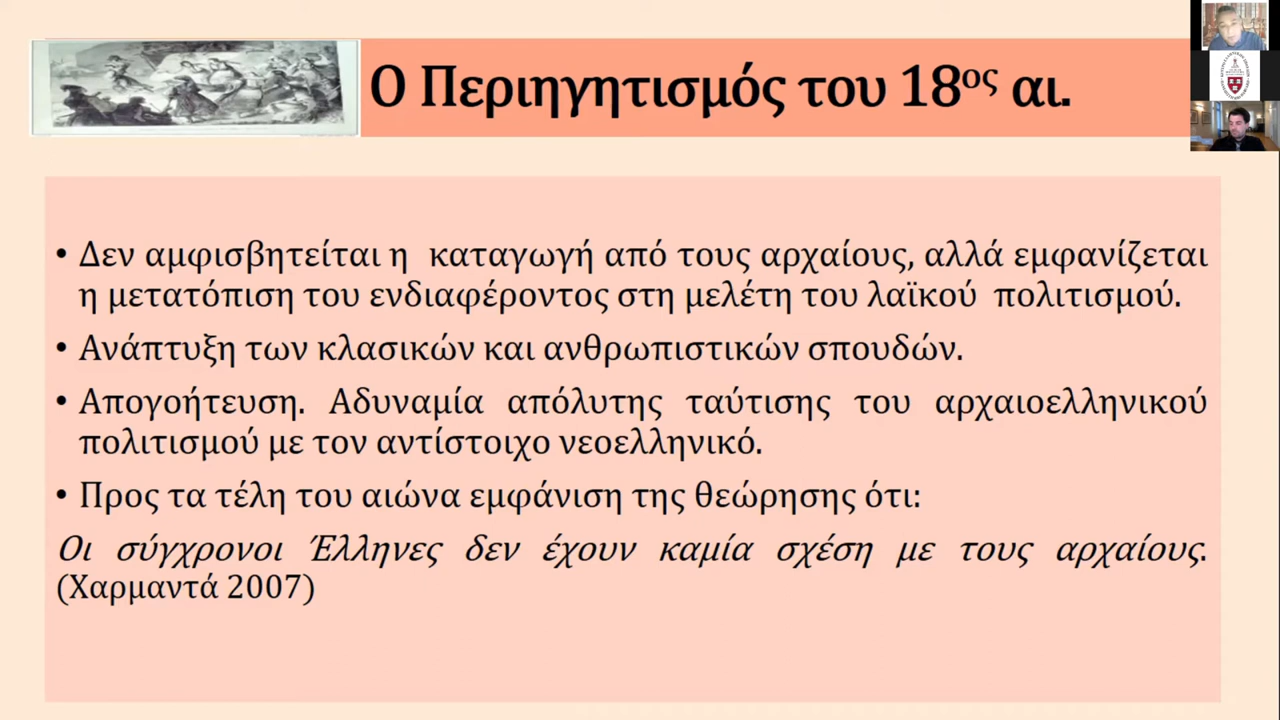 Ο Περιηγητισμός του 18ος αι.
• Δεν αμφισβητείται η καταγωγή από τους αρχαίους, αλλά εμφανίζεται
η μετατόπιση του ενδιαφέροντος στη μελέτη του λαϊκού πολιτισμού.
• Ανάπτυξη των κλασικών και ανθρωπιστικών σπουδών.
• Απογοήτευση. Αδυναμία απόλυτης ταύτισης του αρχαιοελληνικού
πολιτισμού με τον αντίστοιχο νεοελληνικό.
• Προς τα τέλη του αιώνα εμφάνιση της θεώρησης ότι:
Οι σύγχρονοι Έλληνες δεν έχουν καμία σχέση με τους αρχαίους.
(Χαρμαντά 2007)